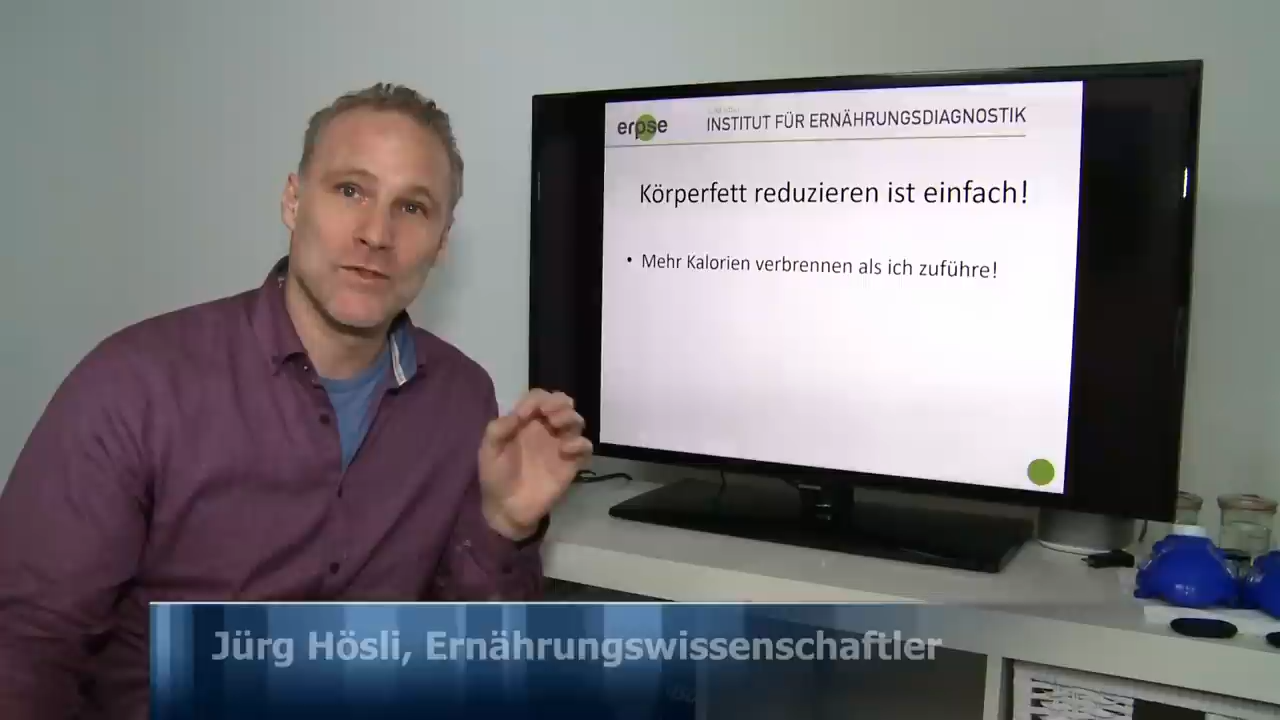 erpse
INSTITUT FÜR ERNÄHRUNGSDIAGNOSTIK
Körperfett reduzieren ist einfach!
• Mehr Kalorien verbrennen als ich zuführe!
Jürg Hösli, Ernährungswissenschaftler